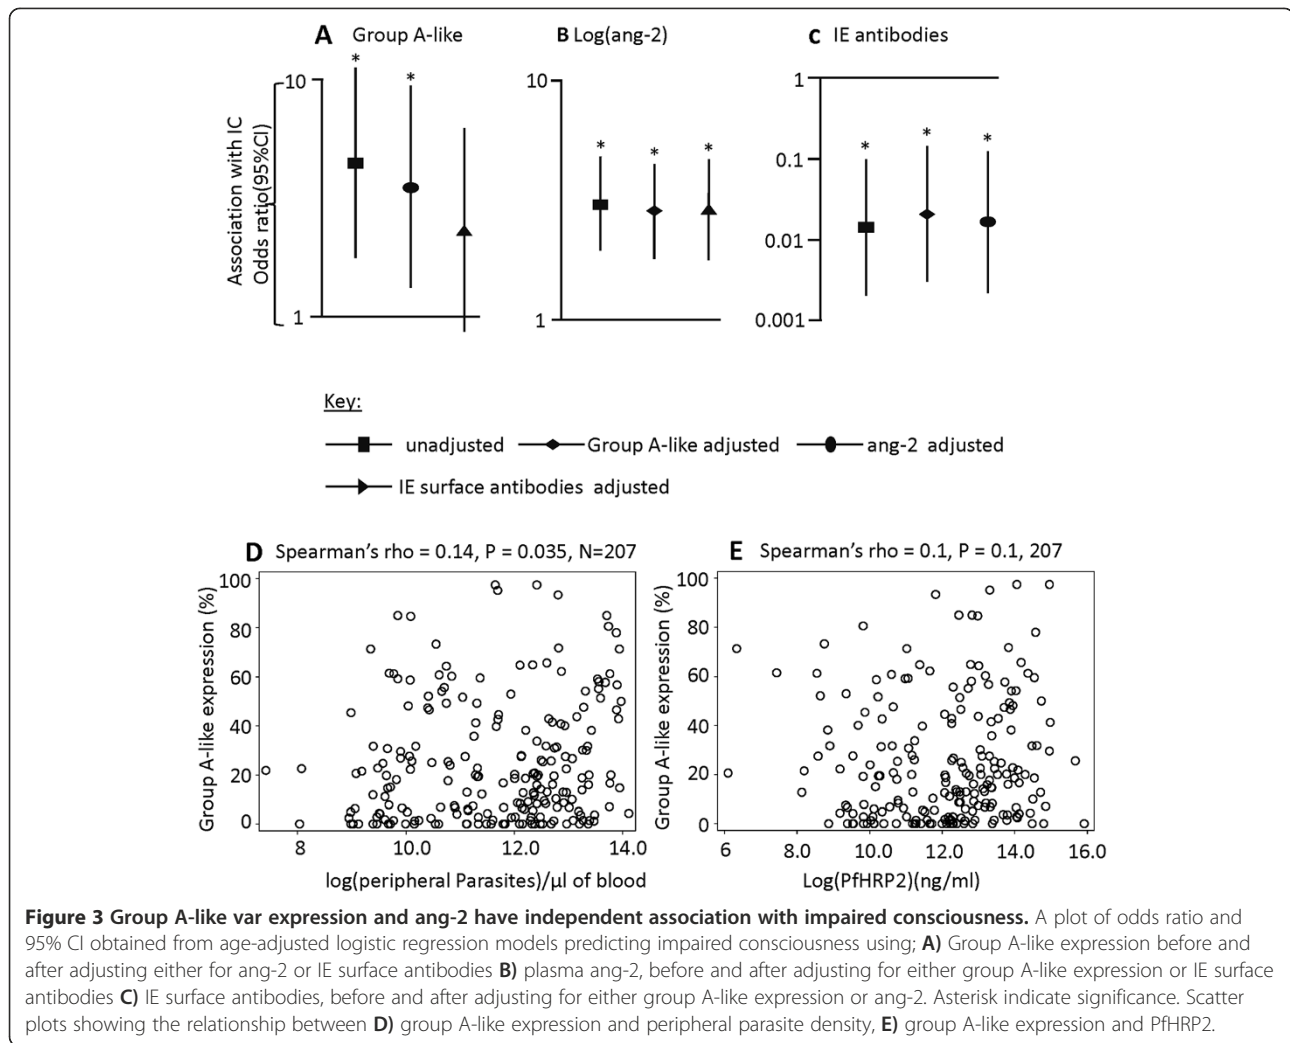 A Group A-like
B Log(ang-2)
C IE antibodies
Association with IC
Odds ratio(95%CI)
10
*
*
1
10
*
*
*
1
1
*
*
*
0.1
0.01
0.001
Key:
unadjusted
Group A-like adjusted
ang-2 adjusted
IE surface antibodies adjusted
D Spearman’s rho = 0.14, P = 0.035, N=207
Group A-like expression (%)
100
80
60
40
20
0
8 10.0 12.0 14.0
log(peripheral Parasites)/µl of blood
E Spearman’s rho = 0.1, P = 0.1, 207
Group A-like expression (%)
100
80
60
40
20
0
6 8.0 10.0 12.0 14.0 16.0
Log(PfHRP2)(ng/ml)
Figure 3 Group A-like var expression and ang-2 have independent association with impaired consciousness. A plot of odds ratio and
95% CI obtained from age-adjusted logistic regression models predicting impaired consciousness using; A) Group A-like expression before and
after adjusting either for ang-2 or IE surface antibodies B) plasma ang-2, before and after adjusting for either group A-like expression or IE surface
antibodies C) IE surface antibodies, before and after adjusting for either group A-like expression or ang-2. Asterisk indicate significance. Scatter
plots showing the relationship between D) group A-like expression and peripheral parasite density, E) group A-like expression and PfHRP2.